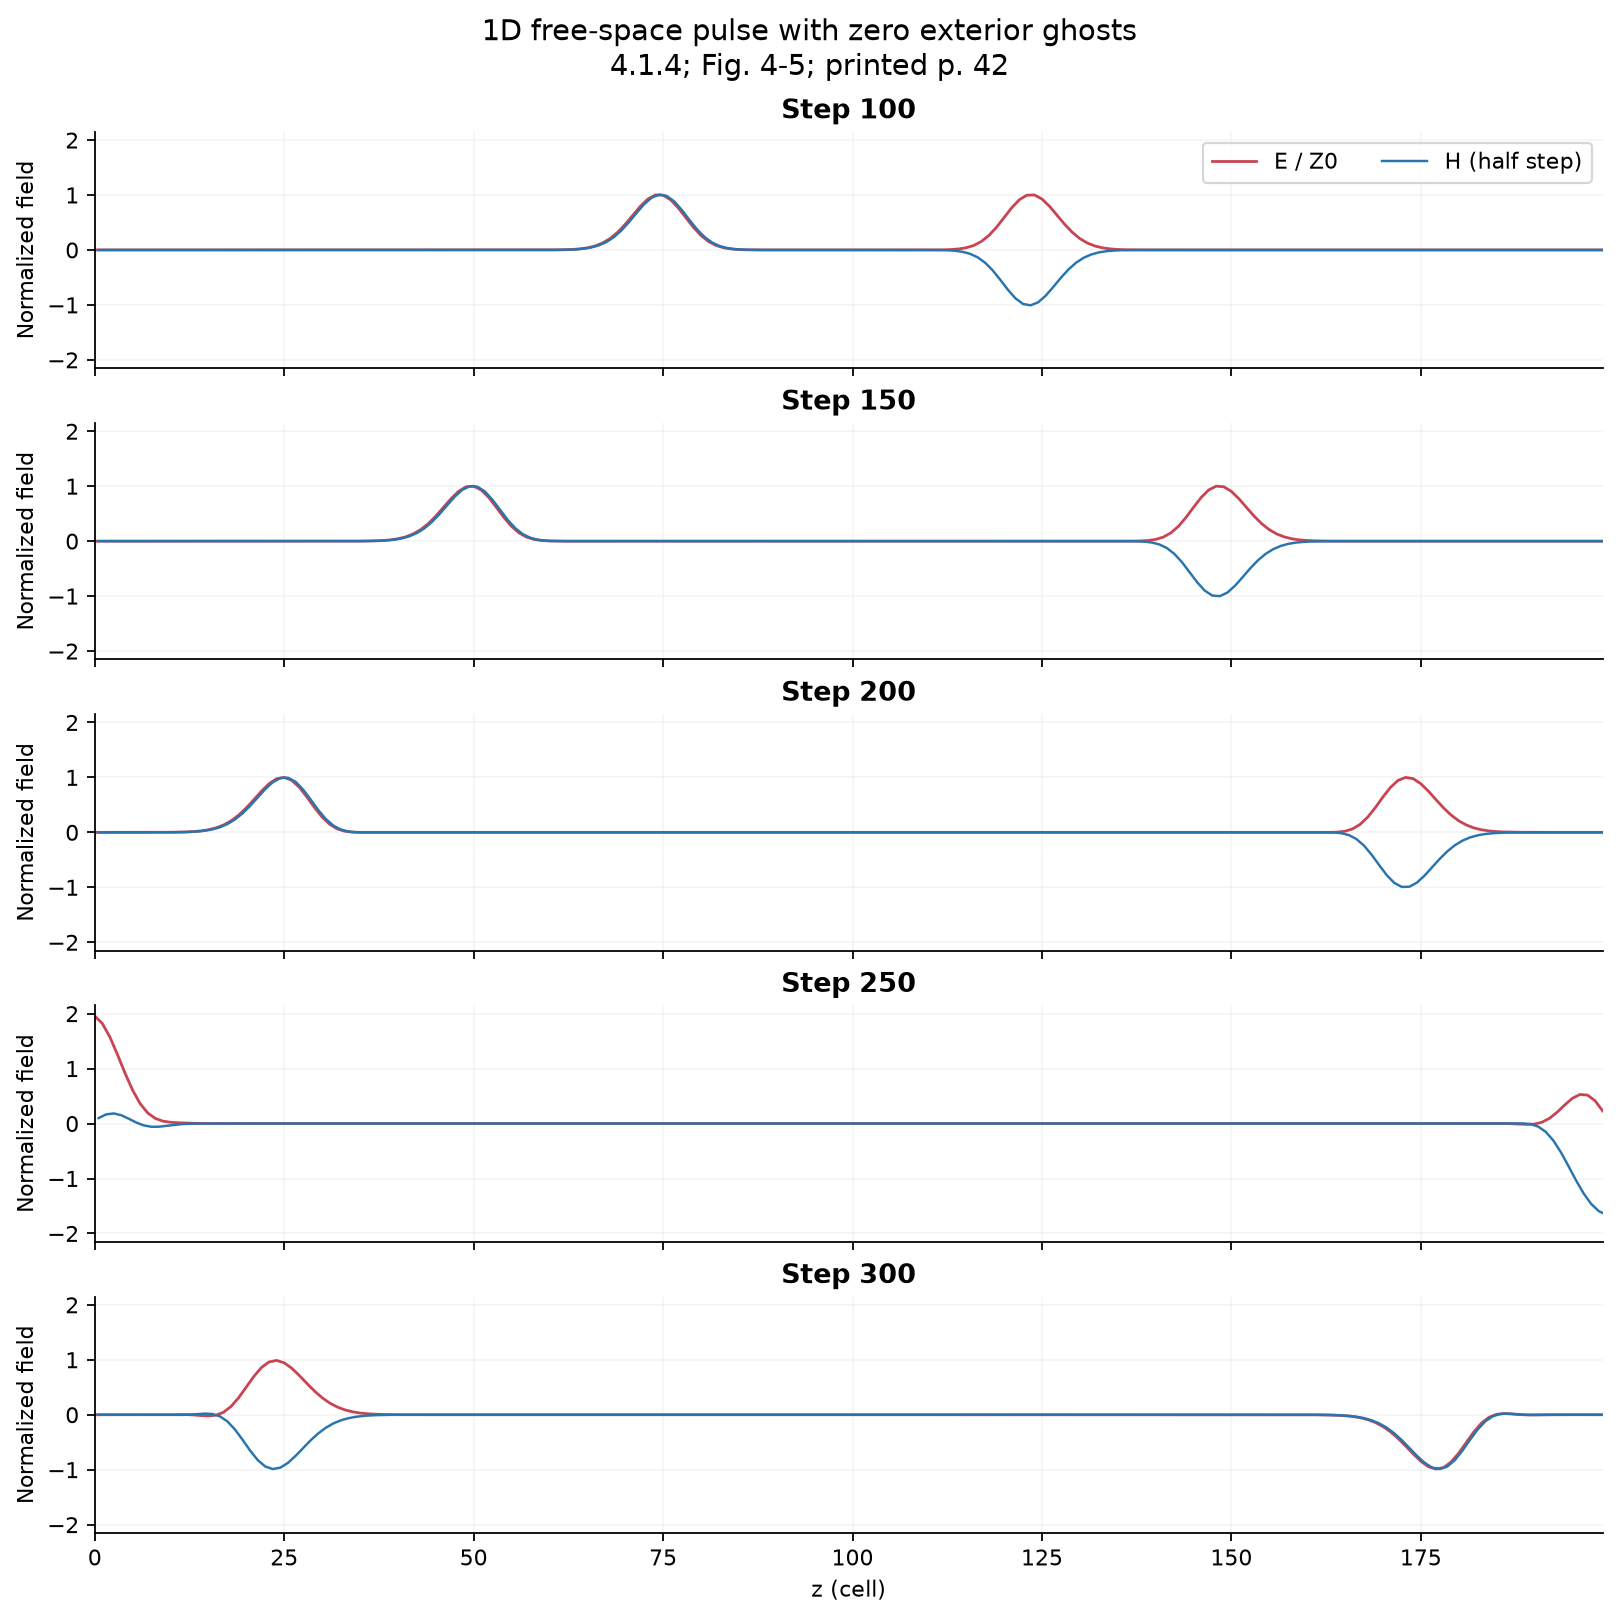 1D free-space pulse with zero exterior ghosts
4.1.4; Fig. 4-5; printed p. 42
Step 100
E / Z0
H (half step)
Normalized field
2
1
0
−1
−2
Step 150
Normalized field
2
1
0
−1
−2
Step 200
Normalized field
2
1
0
−1
−2
Step 250
Normalized field
2
1
0
−1
−2
Step 300
Normalized field
2
1
0
−1
−2
0 25 50 75 100 125 150 175
z (cell)